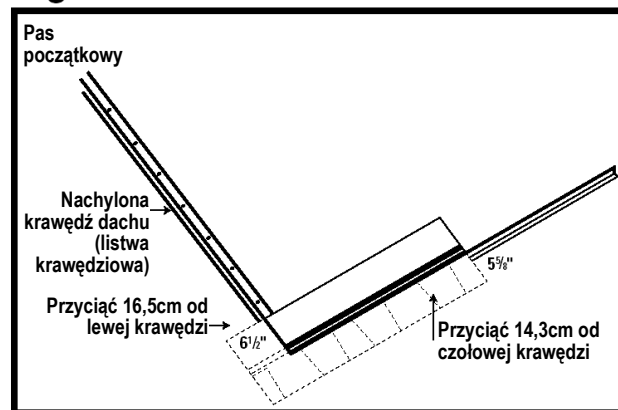 Pas
początkowy
Nachylona
krawędź dachu
(listwa
krawędziowa)
Przyciąć 16,5cm od
lewej krawędzi
6½"
5⅝"
Przyciąć 14,3cm od
czołowej krawędzi